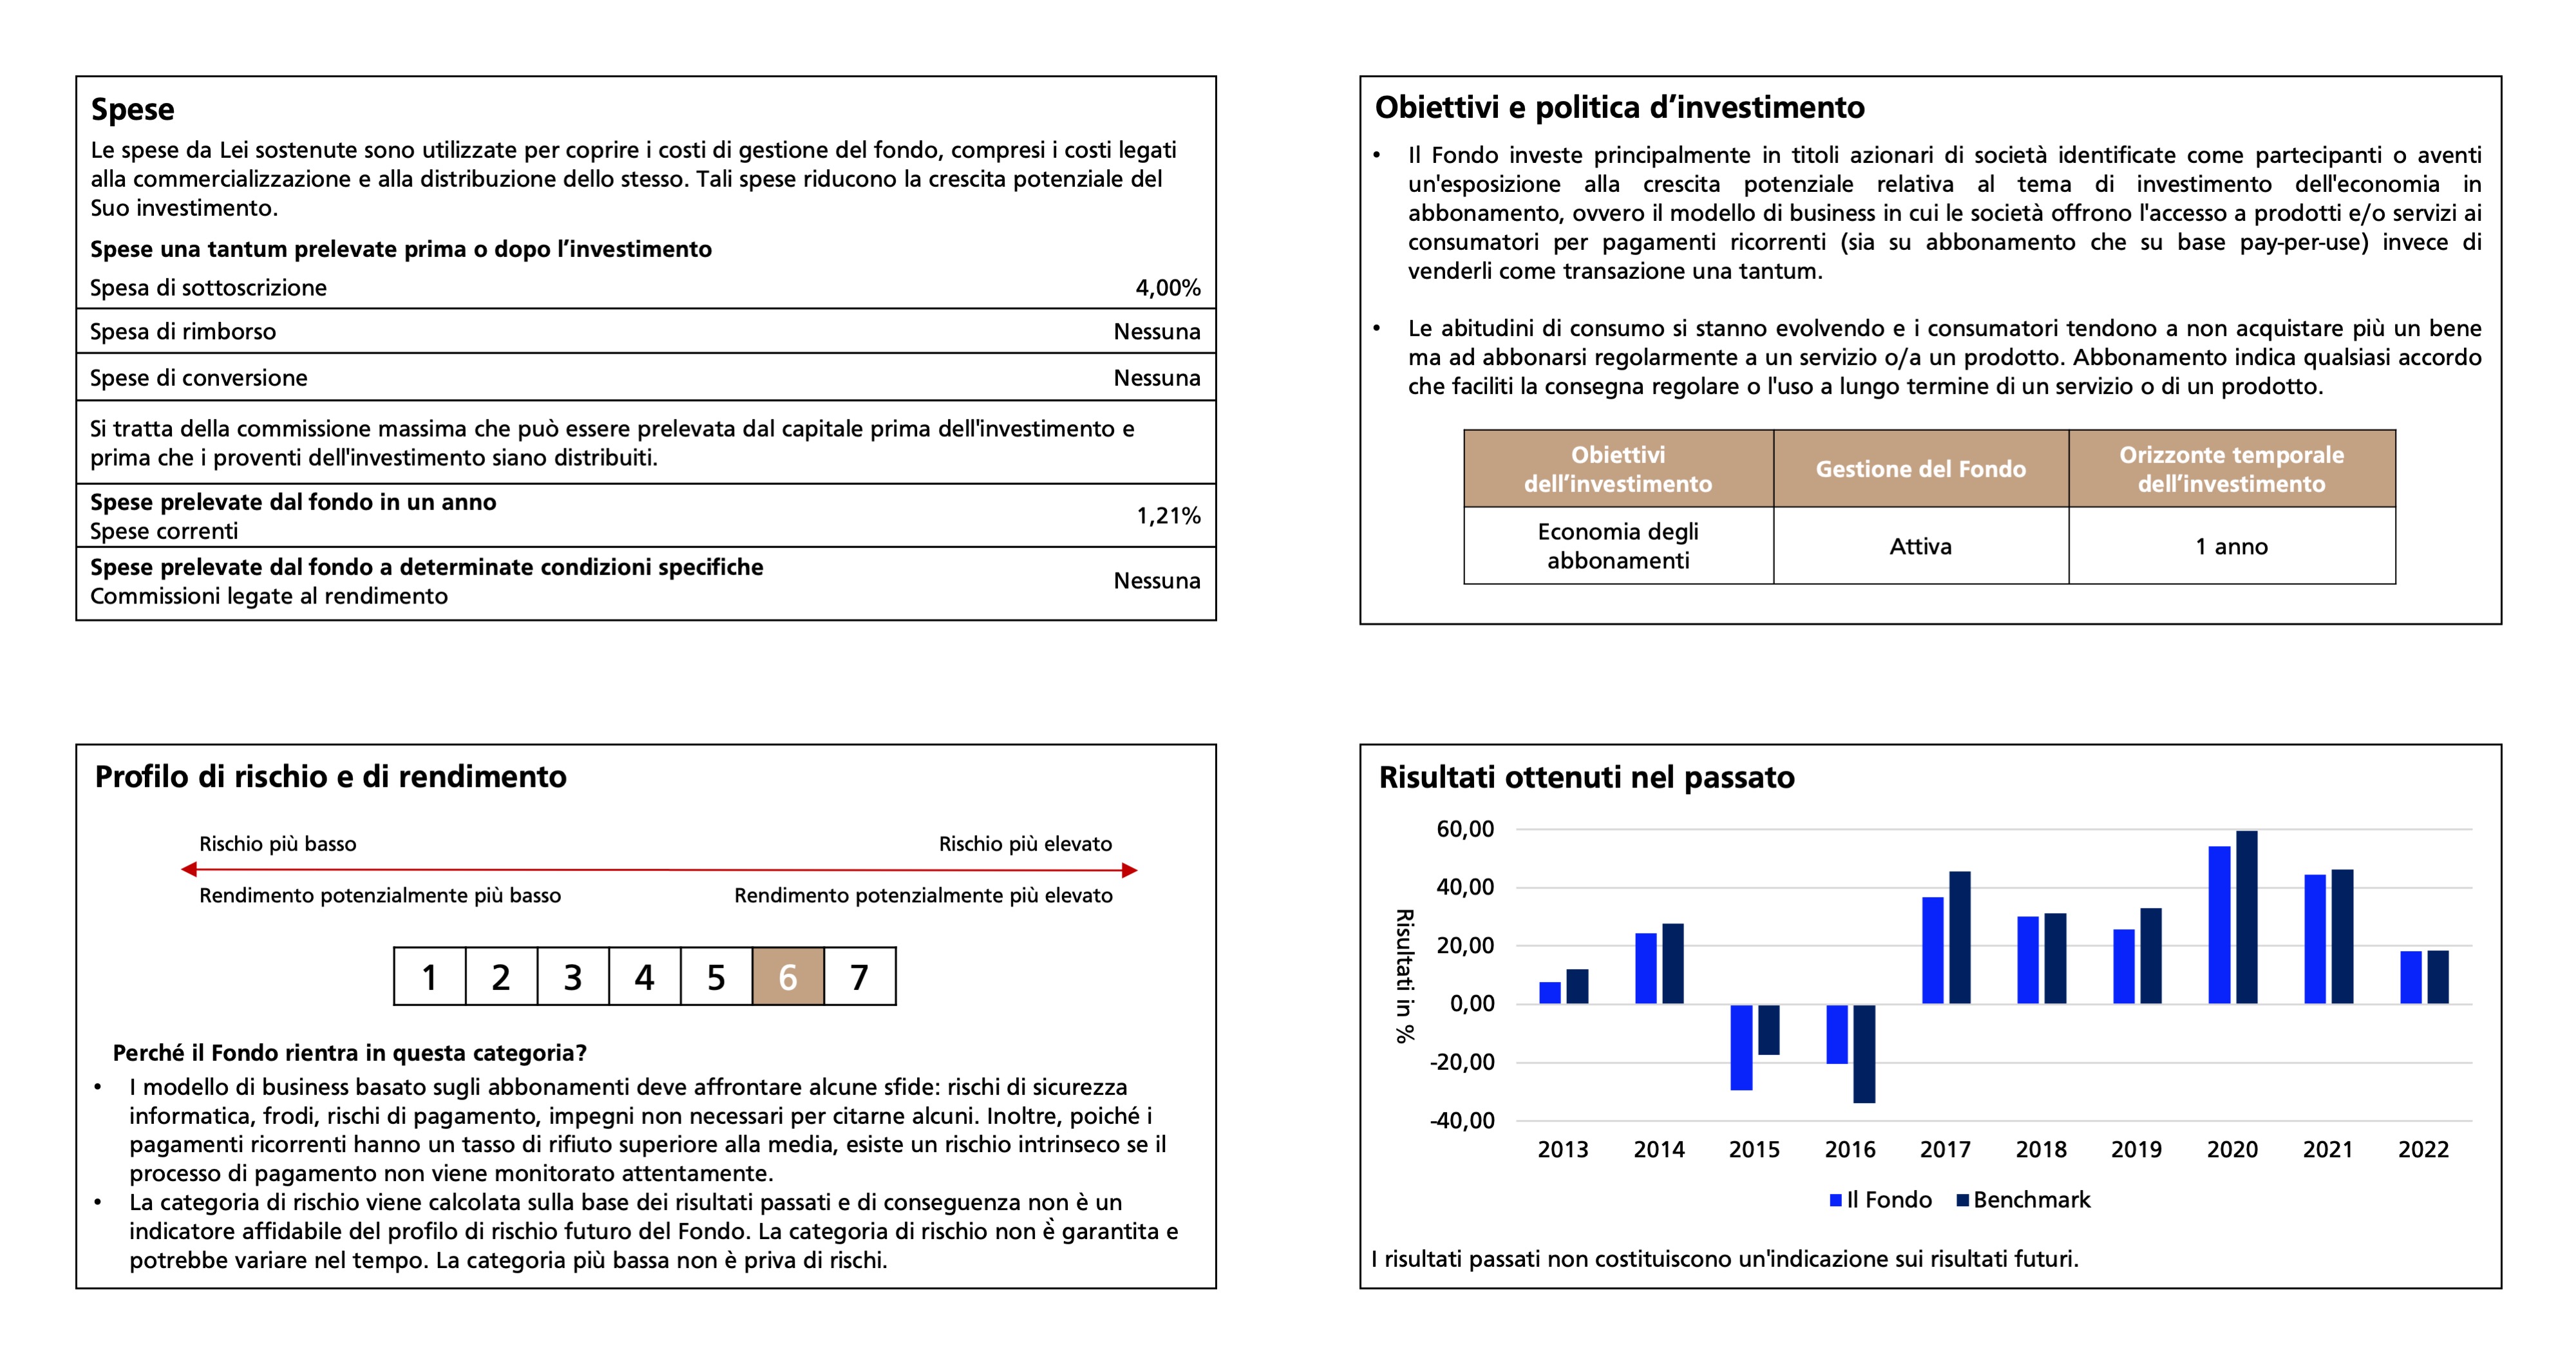 Spese
Le spese da Lei sostenute sono utilizzate per coprire i costi di gestione del fondo, compresi i costi legati
alla commercializzazione e alla distribuzione dello stesso. Tali spese riducono la crescita potenziale del
Suo investimento.
Spese una tantum prelevate prima o dopo l’investimento
Spesa di sottoscrizione 4,00%
Spesa di rimborso Nessuna
Spese di conversione Nessuna
Si tratta della commissione massima che può essere prelevata dal capitale prima dell'investimento e
prima che i proventi dell'investimento siano distribuiti.
Spese prelevate dal fondo in un anno
Spese correnti 1,21%
Spese prelevate dal fondo a determinate condizioni specifiche
Commissioni legate al rendimento Nessuna
Obiettivi e politica d’investimento
• Il Fondo investe principalmente in titoli azionari di società identificate come partecipanti o aventi
un'esposizione alla crescita potenziale relativa al tema di investimento dell'economia in
abbonamento, ovvero il modello di business in cui le società offrono l'accesso a prodotti e/o servizi ai
consumatori per pagamenti ricorrenti (sia su abbonamento che su base pay-per-use) invece di
venderli come transazione una tantum.
• Le abitudini di consumo si stanno evolvendo e i consumatori tendono a non acquistare più un bene
ma ad abbonarsi regolarmente a un servizio o/a un prodotto. Abbonamento indica qualsiasi accordo
che faciliti la consegna regolare o l'uso a lungo termine di un servizio o di un prodotto.
Obiettivi
dell’investimento
Gestione del Fondo
Orizzonte temporale
dell’investimento
Economia degli
abbonamenti
Attiva
1 anno
Profilo di rischio e di rendimento
Rischio più basso Rischio più elevato
Rendimento potenzialmente più basso Rendimento potenzialmente più elevato
1 2 3 4 5 6 7
Perché il Fondo rientra in questa categoria?
• I modello di business basato sugli abbonamenti deve affrontare alcune sfide: rischi di sicurezza
informatica, frodi, rischi di pagamento, impegni non necessari per citarne alcuni. Inoltre, poiché i
pagamenti ricorrenti hanno un tasso di rifiuto superiore alla media, esiste un rischio intrinseco se il
processo di pagamento non viene monitorato attentamente.
• La categoria di rischio viene calcolata sulla base dei risultati passati e di conseguenza non è un
indicatore affidabile del profilo di rischio futuro del Fondo. La categoria di rischio non è garantita e
potrebbe variare nel tempo. La categoria più bassa non è priva di rischi.
Risultati ottenuti nel passato
Risultati in %
60,00
40,00
20,00
0,00
-20,00
-40,00
2013 2014 2015 2016 2017 2018 2019 2020 2021 2022
Il Fondo Benchmark
I risultati passati non costituiscono un'indicazione sui risultati futuri.